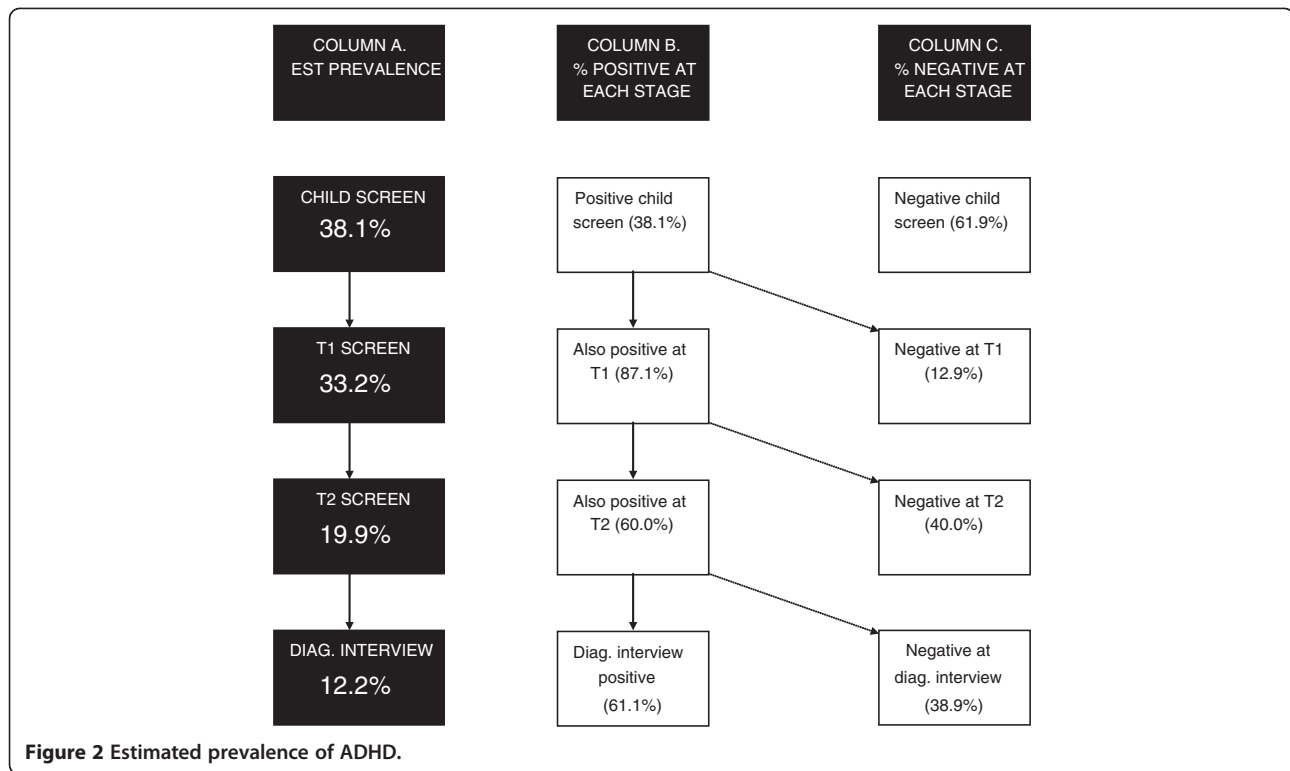 COLUMN A.
EST PREVALENCE
COLUMN B.
% POSITIVE AT
EACH STAGE
COLUMN C.
% NEGATIVE AT
EACH STAGE
CHILD SCREEN
38.1%
Positive child
screen (38.1%)
Negative child
screen (61.9%)
T1 SCREEN
33.2%
Also positive at
T1 (87.1%)
Negative at T1
(12.9%)
T2 SCREEN
19.9%
Also positive at
T2 (60.0%)
Negative at T2
(40.0%)
DIAG. INTERVIEW
12.2%
Diag. interview
positive
(61.1%)
Negative at
diag. interview
(38.9%)
Figure 2 Estimated prevalence of ADHD.